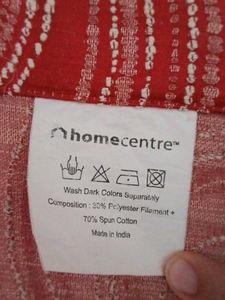 homecentre™
Wash Dark Colors Separately
Composition : 30% Polyester Filament +
70% Spun Cotton
Made in India